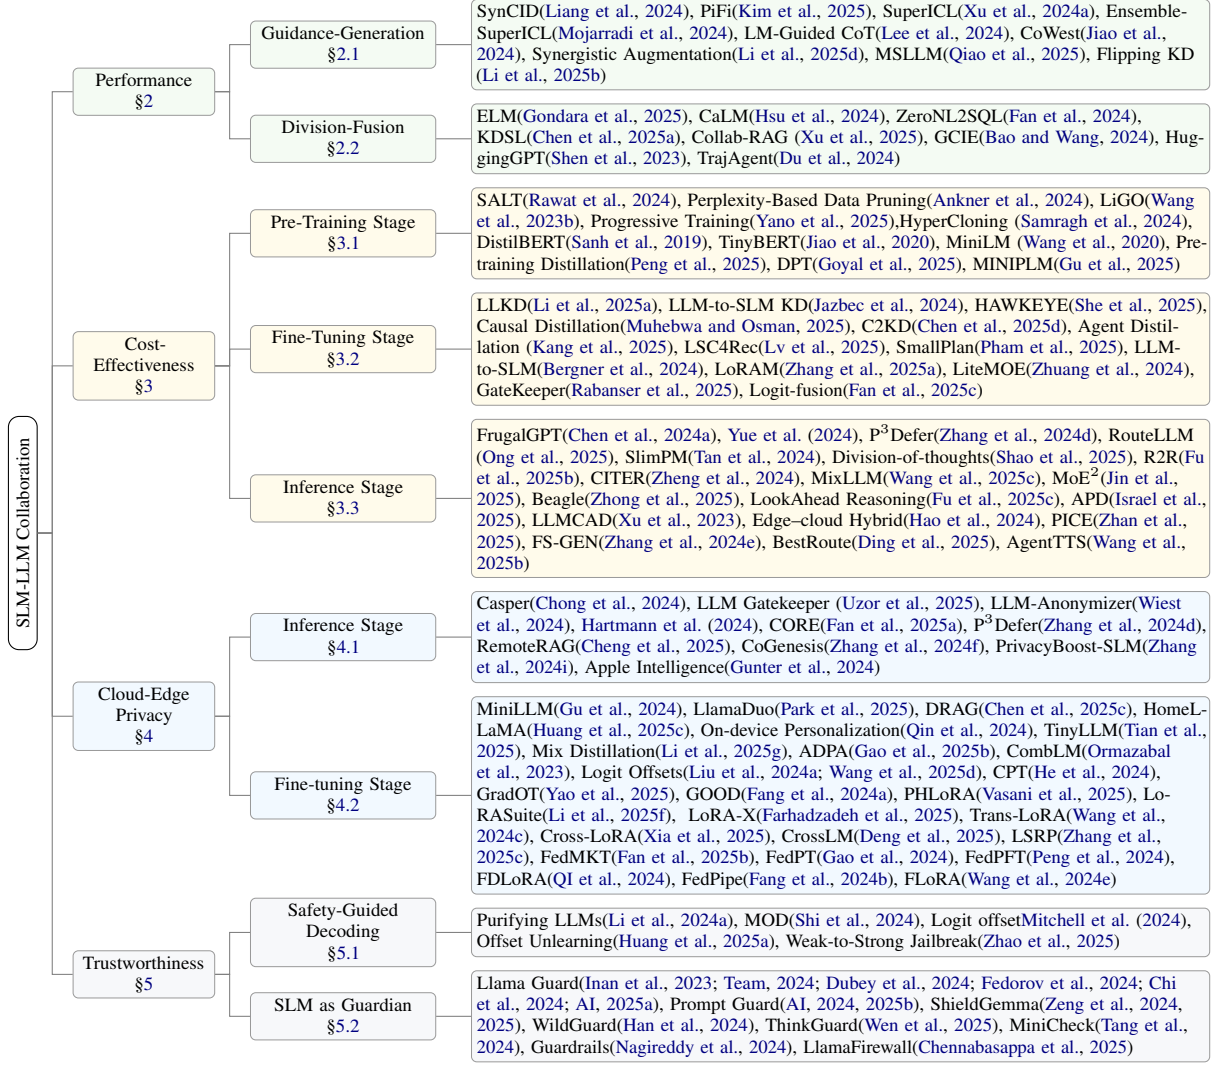 SLM-LLM Collaboration
Performance
§2
Guidance-Generation
§2.1
SynCID(Liang et al., 2024), PiFi(Kim et al., 2025), SuperICL(Xu et al., 2024a), Ensemble-
SuperICL(Mojarradi et al., 2024), LM-Guided CoT(Lee et al., 2024), CoWest(Jiao et al.,
2024), Synergistic Augmentation(Li et al., 2025d), MSLLM(Qiao et al., 2025), Flipping KD
(Li et al., 2025b)
Division-Fusion
§2.2
ELM(Gondara et al., 2025), CaLM(Hsu et al., 2024), ZeroNL2SQL(Fan et al., 2024),
KDSL(Chen et al., 2025a), Collab-RAG (Xu et al., 2025), GCIE(Bao and Wang, 2024), Hug-
gingGPT(Shen et al., 2023), TrajAgent(Du et al., 2024)
Cost-
Effectiveness
§3
Pre-Training Stage
§3.1
SALT(Rawat et al., 2024), Perplexity-Based Data Pruning(Ankner et al., 2024), LiGO(Wang
et al., 2023b), Progressive Training(Yano et al., 2025),HyperCloning (Samragh et al., 2024),
DistilBERT(Sanh et al., 2019), TinyBERT(Jiao et al., 2020), MiniLM (Wang et al., 2020), Pre-
training Distillation(Peng et al., 2025), DPT(Goyal et al., 2025), MINIPLM(Gu et al., 2025)
Fine-Tuning Stage
§3.2
LLKD(Li et al., 2025a), LLM-to-SLM KD(Jazbec et al., 2024), HAWKEYE(She et al., 2025),
Causal Distillation(Muhebwa and Osman, 2025), C2KD(Chen et al., 2025d), Agent Distil-
lation (Kang et al., 2025), LSC4Rec(Lv et al., 2025), SmallPlan(Pham et al., 2025), LLM-
to-SLM(Bergner et al., 2024), LoRAM(Zhang et al., 2025a), LiteMOE(Zhuang et al., 2024),
GateKeeper(Rabanser et al., 2025), Logit-fusion(Fan et al., 2025c)
Inference Stage
§3.3
FrugalGPT(Chen et al., 2024a), Yue et al. (2024), P³Defer(Zhang et al., 2024d), RouteLLM
(Ong et al., 2025), SlimPM(Tan et al., 2024), Division-of-thoughts(Shao et al., 2025), R2R(Fu
et al., 2025b), CITER(Zheng et al., 2024), MixLLM(Wang et al., 2025c), MoE²(Jin et al.,
2025), Beagle(Zhong et al., 2025), LookAhead Reasoning(Fu et al., 2025c), APD(Israel et al.,
2025), LLMCAD(Xu et al., 2023), Edge–cloud Hybrid(Hao et al., 2024), PICE(Zhan et al.,
2025), FS-GEN(Zhang et al., 2024e), BestRoute(Ding et al., 2025), AgentTTS(Wang et al.,
2025b)
Cloud-Edge
Privacy
§4
Inference Stage
§4.1
Casper(Chong et al., 2024), LLM Gatekeeper (Uzor et al., 2025), LLM-Anonymizer(Wiest
et al., 2024), Hartmann et al. (2024), CORE(Fan et al., 2025a), P³Defer(Zhang et al., 2024d),
RemoteRAG(Cheng et al., 2025), CoGenesis(Zhang et al., 2024f), PrivacyBoost-SLM(Zhang
et al., 2024i), Apple Intelligence(Gunter et al., 2024)
Fine-tuning Stage
§4.2
MiniLLM(Gu et al., 2024), LlamaDuo(Park et al., 2025), DRAG(Chen et al., 2025c), HomeL-
LaMA(Huang et al., 2025c), On-device Personalization(Qin et al., 2024), TinyLLM(Tian et al.,
2025), Mix Distillation(Li et al., 2025g), ADPA(Gao et al., 2025b), CombLM(Ormazabal
et al., 2023), Logit Offsets(Liu et al., 2024a; Wang et al., 2025d), CPT(He et al., 2024),
GradOT(Yao et al., 2025), GOOD(Fang et al., 2024a), PHLoRA(Vasani et al., 2025), Lo-
RASuite(Li et al., 2025f), LoRA-X(Farhadzadeh et al., 2025), Trans-LoRA(Wang et al.,
2024c), Cross-LoRA(Xia et al., 2025), CrossLM(Deng et al., 2025), LSRP(Zhang et al.,
2025c), FedMKT(Fan et al., 2025b), FedPT(Gao et al., 2024), FedPFT(Peng et al., 2024),
FDLoRA(QI et al., 2024), FedPipe(Fang et al., 2024b), FLoRA(Wang et al., 2024e)
Trustworthiness
§5
Safety-Guided
Decoding
§5.1
Purifying LLMs(Li et al., 2024a), MOD(Shi et al., 2024), Logit offsetMitchell et al. (2024),
Offset Unlearning(Huang et al., 2025a), Weak-to-Strong Jailbreak(Zhao et al., 2025)
SLM as Guardian
§5.2
Llama Guard(Inan et al., 2023; Team, 2024; Dubey et al., 2024; Fedorov et al., 2024; Chi
et al., 2024; AI, 2025a), Prompt Guard(AI, 2024, 2025b), ShieldGemma(Zeng et al., 2024,
2025), WildGuard(Han et al., 2024), ThinkGuard(Wen et al., 2025), MiniCheck(Tang et al.,
2024), Guardrails(Nagireddy et al., 2024), LlamaFirewall(Chennabasappa et al., 2025)